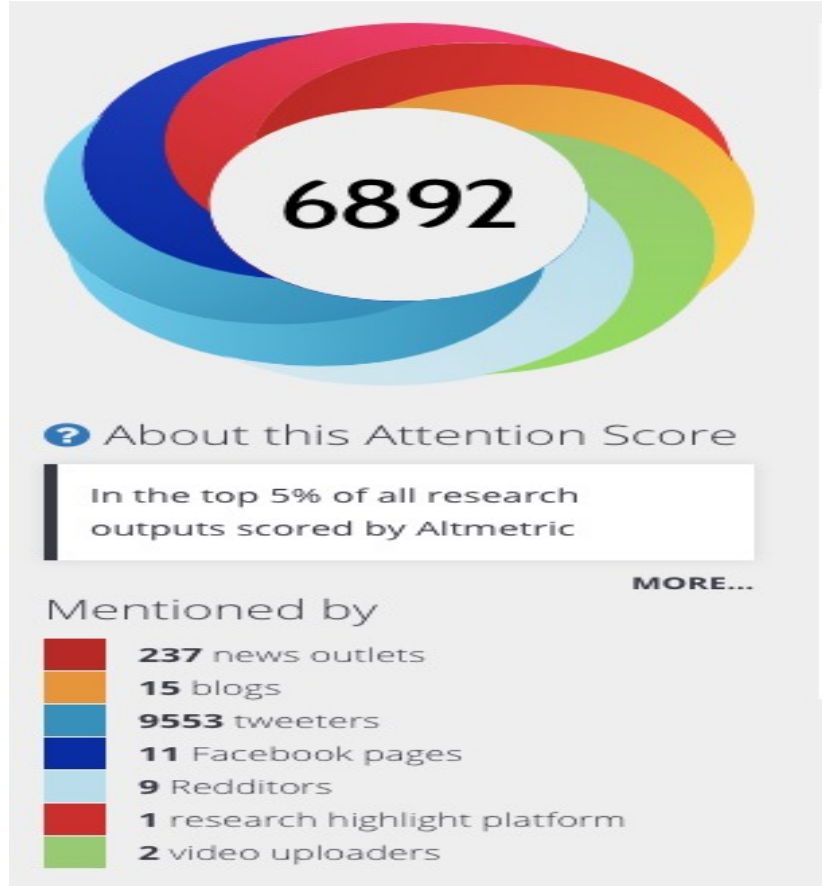 6892
? About this Attention Score
In the top 5% of all research
outputs scored by Altmetric
MORE...
Mentioned by
237 news outlets
15 blogs
9553 tweeters
11 Facebook pages
9 Redditors
1 research highlight platform
2 video uploaders